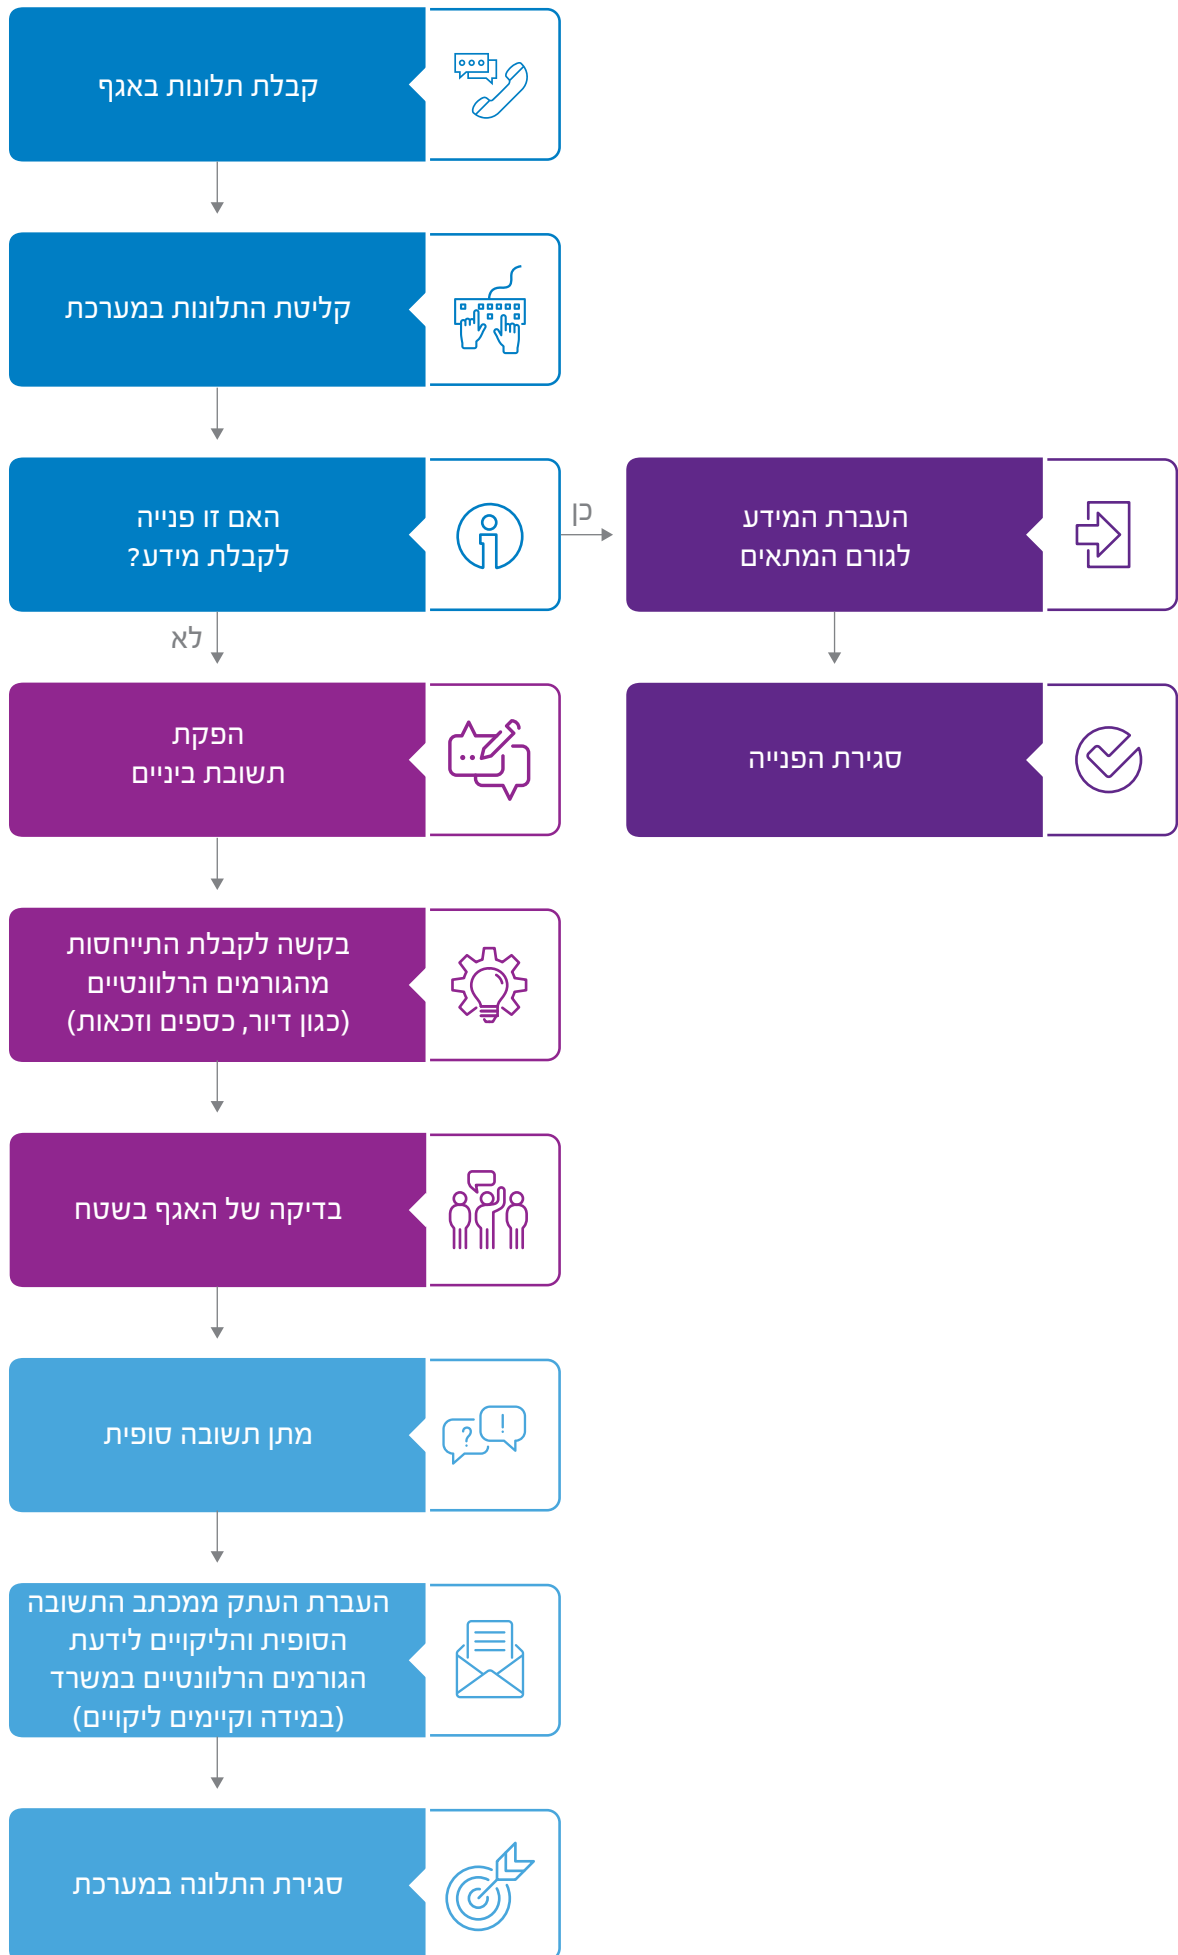 קבלת תלונות באגף
קליטת התלונות במערכת
האם זו פנייה
לקבלת מידע?
כן
העברת המידע
לגורם המתאים
לא
הפקת
תשובת ביניים
סגירת הפנייה
בקשה לקבלת התייחסות
מהגורמים הרלוונטיים
(כגון דיור, כספים וזכאות)
בדיקה של האגף בשטח
מתן תשובה סופית
העברת העתק ממכתב התשובה
הסופית והליקויים לידעת
הגורמים הרלוונטיים במשרד
(במידה וקיימים ליקויים)
סגירת התלונה במערכת